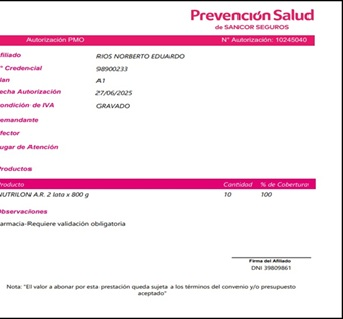 Prevención Salud
de SANCOR SEGUROS
Autorización PMO N° Autorización: 10245040
filiado RIOS NORBERTO EDUARDO
° Credencial 98900233
lan A1
echa Autorización 27/06/2025
ondición de IVA GRAVADO
emandante
fector
ugar de Atención
roductos
roducto Cantidad % de Cobertura
NUTRILON A.R. 2 lata x 800 g 10 100
bservaciones
armacia-Requiere validación obligatoria
Firma del Afiliado
DNI 39809861
Nota: "El valor a abonar por esta prestación queda sujeta a los términos del convenio y/o presupuesto
aceptado"